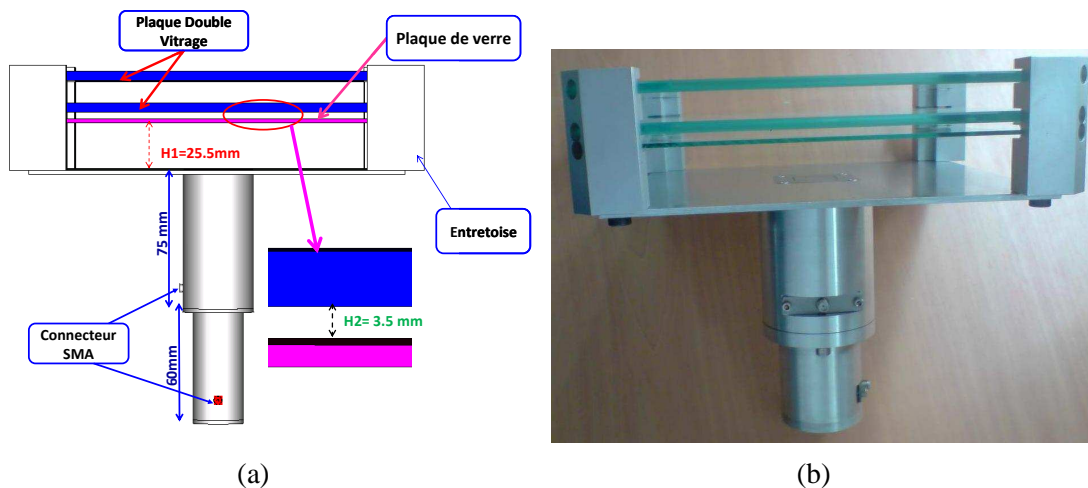 Plaque Double
Vitrage
Plaque de verre
H1=25.5mm
Entretoise
75 mm
H2= 3.5 mm
Connecteur
SMA
60mm
(a)
(b)